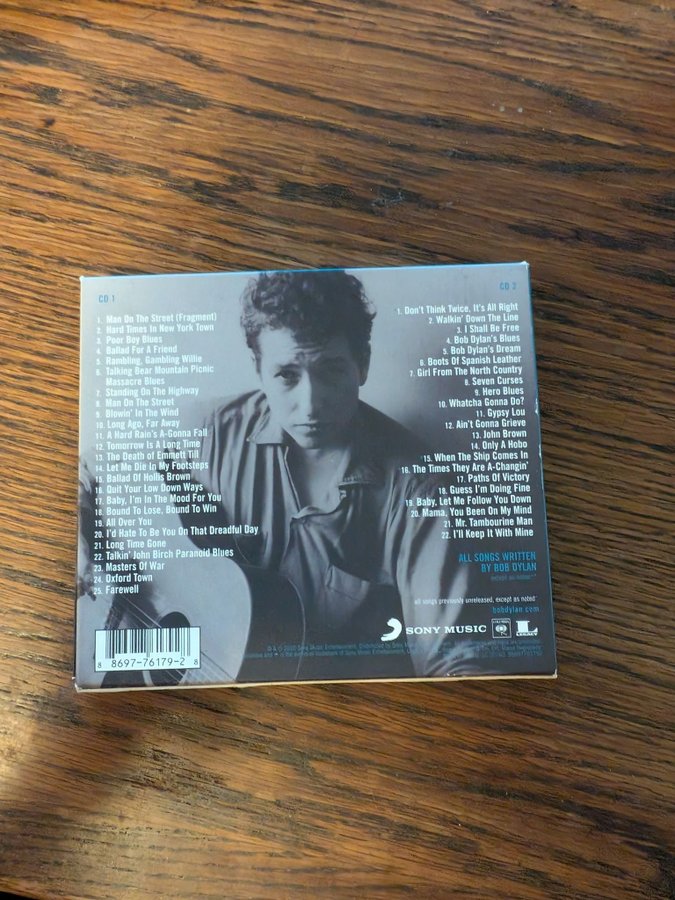 CD 1
1. Man On The Street (Fragment)
2. Hard Times In New York Town
3. Poor Boy Blues
4. Ballad For A Friend
5. Rambling, Gambling Willie
6. Talking Bear Mountain Picnic
Massacre Blues
7. Standing On The Highway
8. Man On The Street
9. Blowin' In The Wind
10. Long Ago, Far Away
11. A Hard Rain's A-Gonna Fall
12. Tomorrow Is A Long Time
13. The Death of Emmett Till
14. Let Me Die In My Footsteps
15. Ballad Of Hollis Brown
16. Quit Your Low Down Ways
17. Baby, I'm In The Mood For You
18. Bound To Lose, Bound To Win
19. All Over You
20. I'd Hate To Be You On That Dreadful Day
21. Long Time Gone
22. Talkin' John Birch Paranoid Blues
23. Masters Of War
24. Oxford Town
25. Farewell
CD 2
1. Don't Think Twice, It's All Right
2. Walkin' Down The Line
3. I Shall Be Free
4. Bob Dylan's Blues
5. Bob Dylan's Dream
6. Boots Of Spanish Leather
7. Girl From The North Country
8. Seven Curses
9. Hero Blues
10. Whatcha Gonna Do?
11. Gypsy Lou
12. Ain't Gonna Grieve
13. John Brown
14. Only A Hobo
15. When The Ship Comes In
16. The Times They Are A-Changin'
17. Paths Of Victory
18. Guess I'm Doing Fine
19. Baby, Let Me Follow You Down
20. Mama, You Been On My Mind
21. Mr. Tambourine Man
22. I'll Keep It With Mine
ALL SONGS WRITTEN
BY BOB DYLAN
except as noted*
all songs previously unreleased, except as noted*
bobdylan.com
SONY MUSIC
COLUMBIA
LEGACY
8 8697-76179-2 8